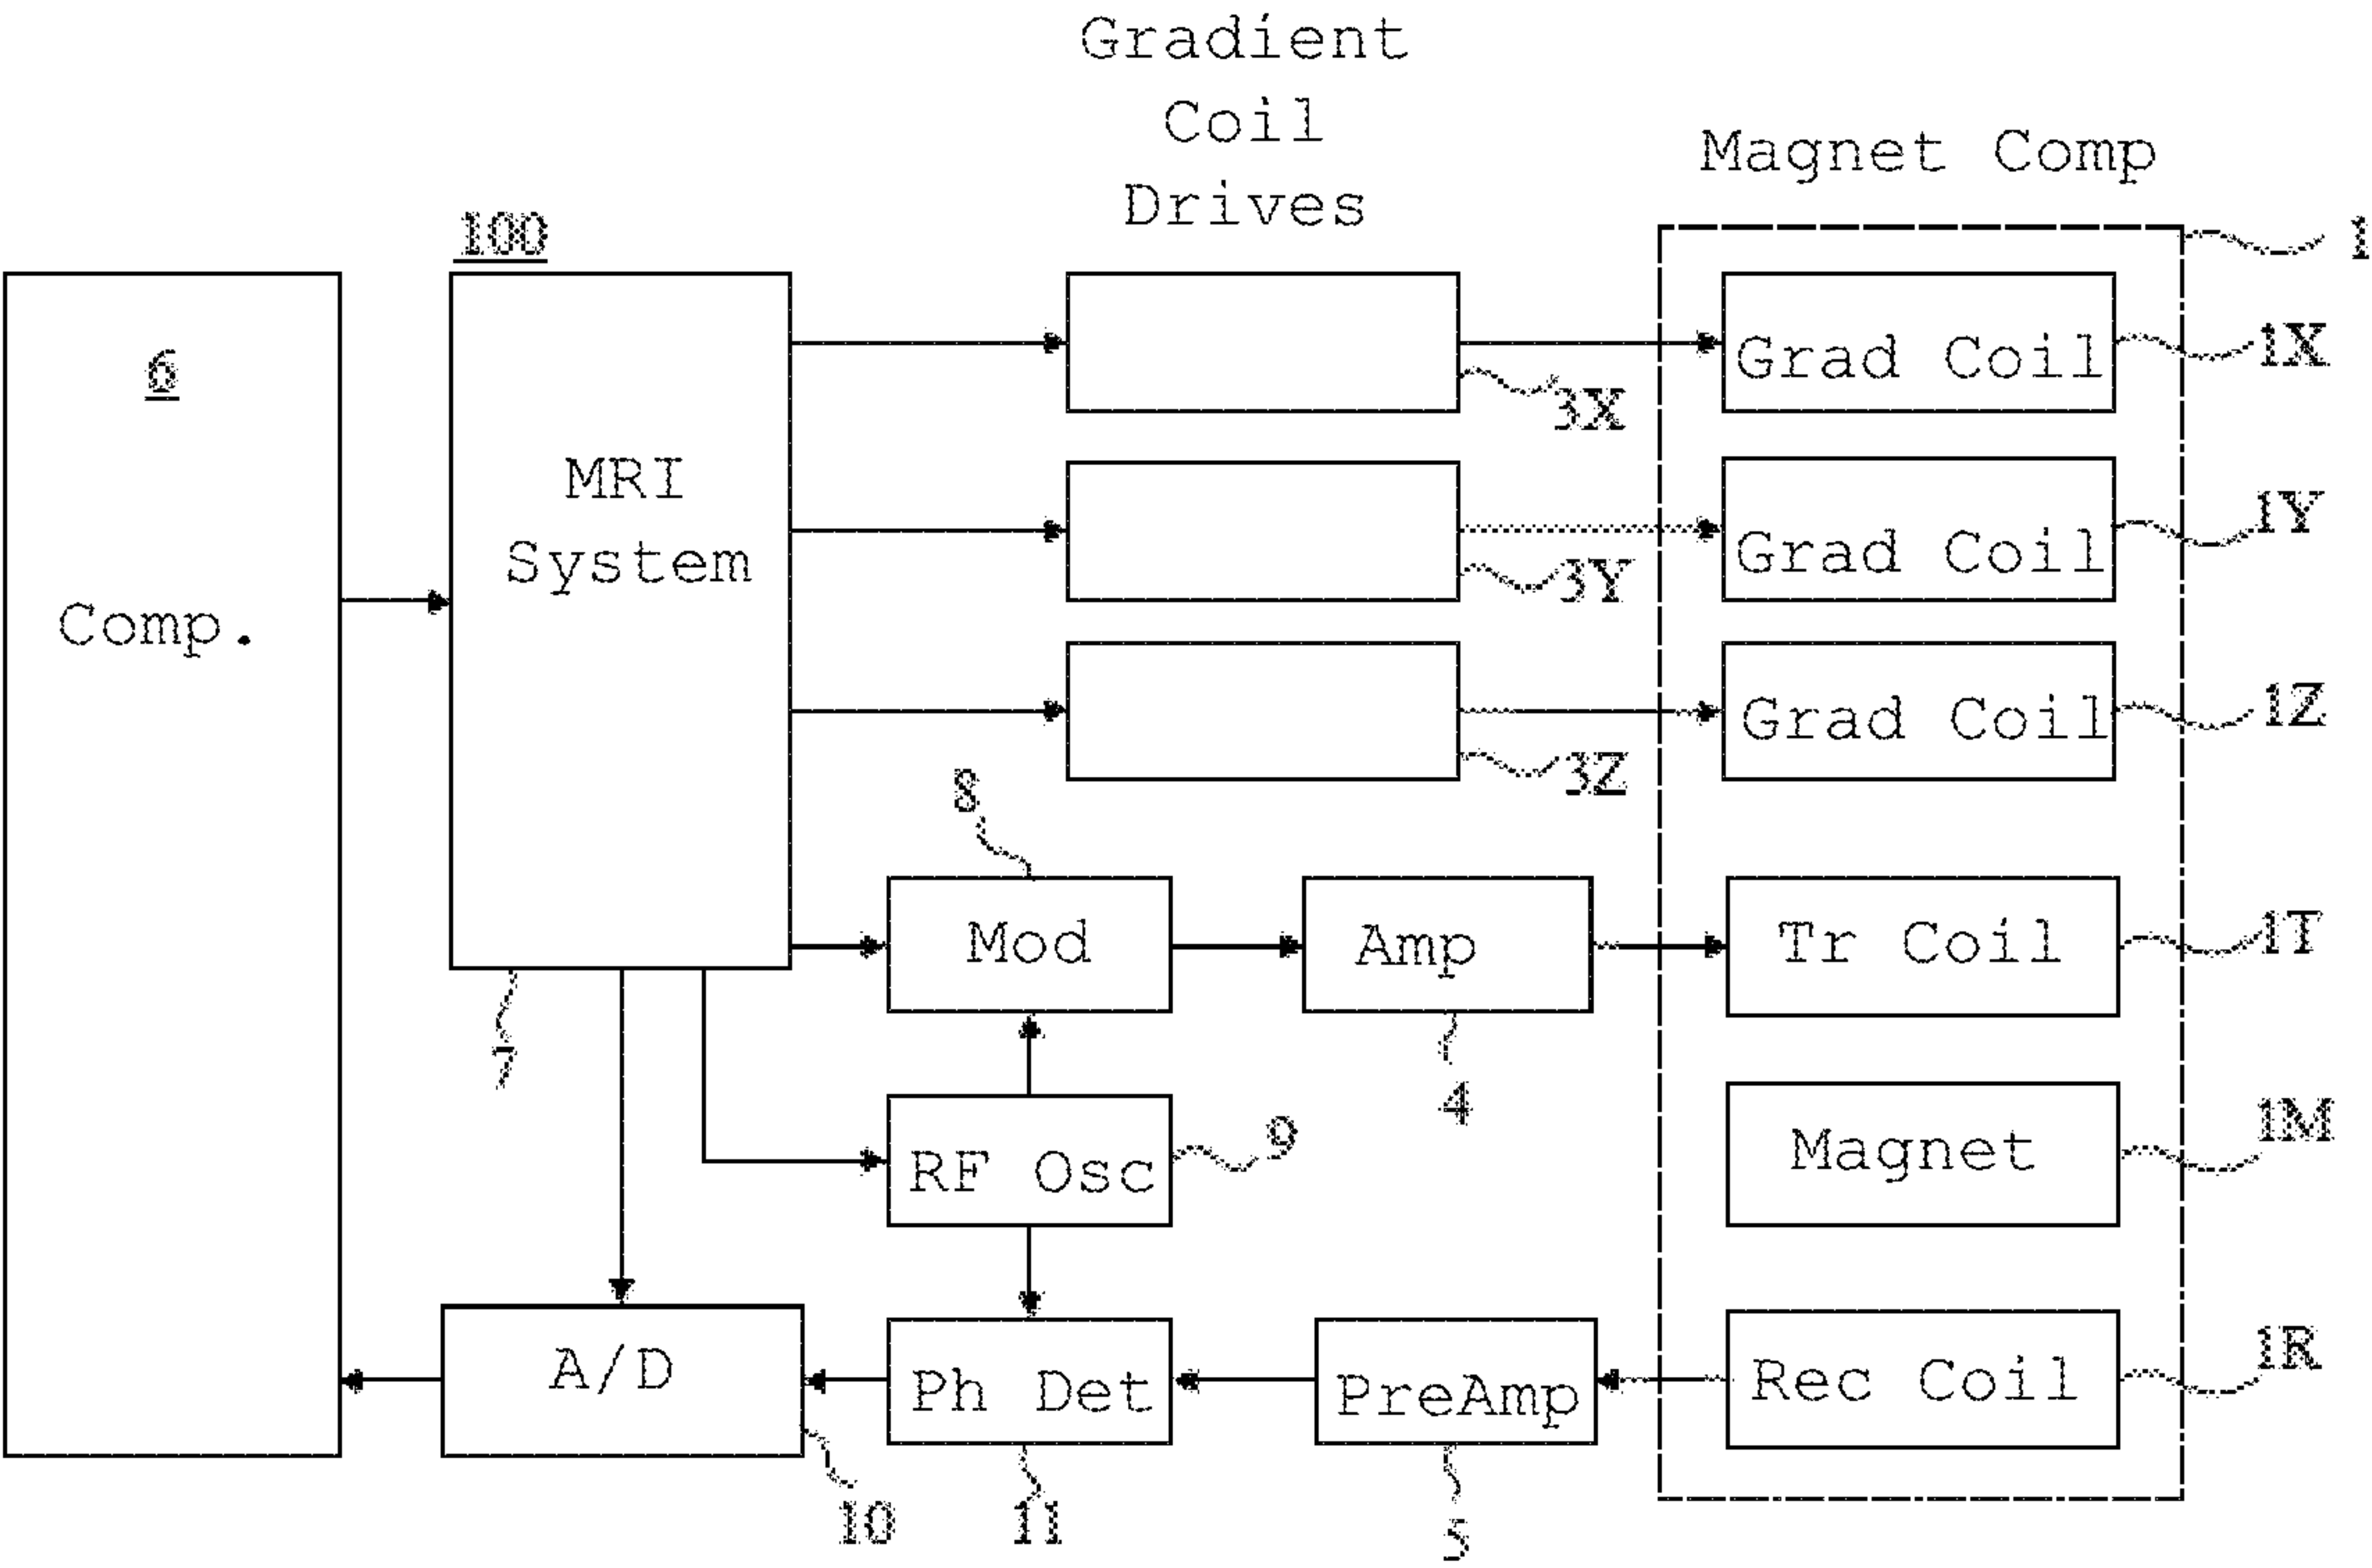 Gradient
Coil
Drives
Magnet Comp
100
1
6
Comp.
MRI
System
3X
Grad Coil
1X
3Y
Grad Coil
1Y
3Z
Grad Coil
1Z
8
Mod
Amp
Tr Coil
1T
7
4
RF Osc
9
Magnet
1M
A/D
Ph Det
PreAmp
Rec Coil
1R
10
11
5